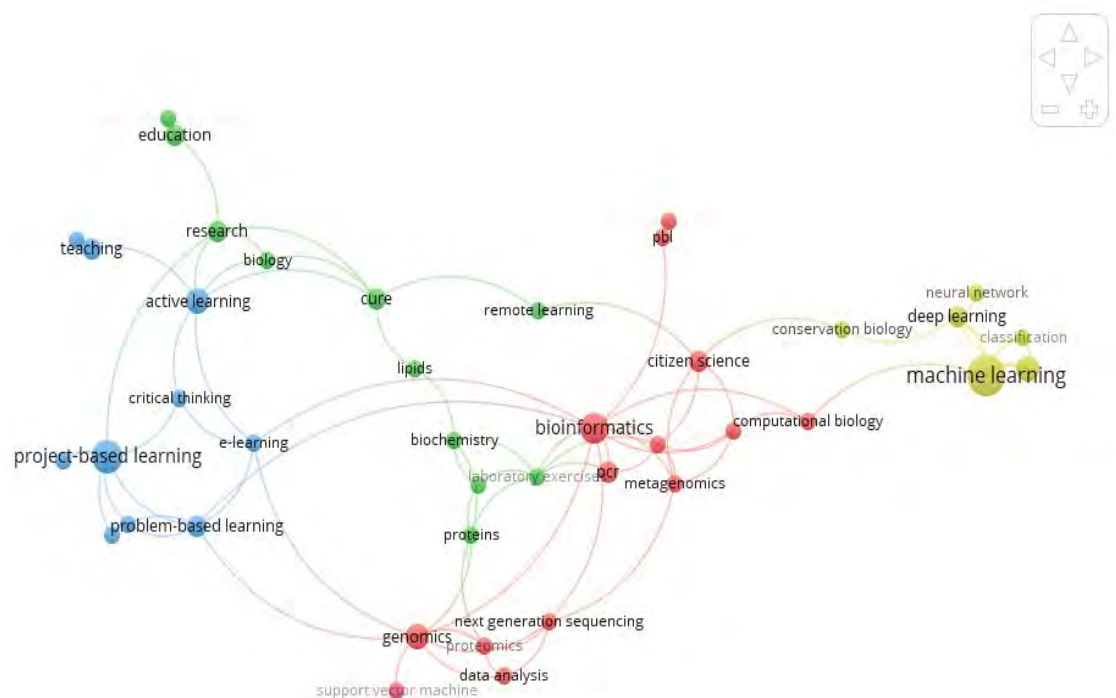 education
research
pbl
teaching
biology
neural network
active learning
cure
remote learning
deep learning
conservation biology
classification
citizen science
lipids
machine learning
critical thinking
computational biology
bioinformatics
biochemistry
e-learning
project-based learning
laboratory exercises
pcr
metagenomics
problem-based learning
proteins
next generation sequencing
genomics
proteomics
data analysis
support vector machine